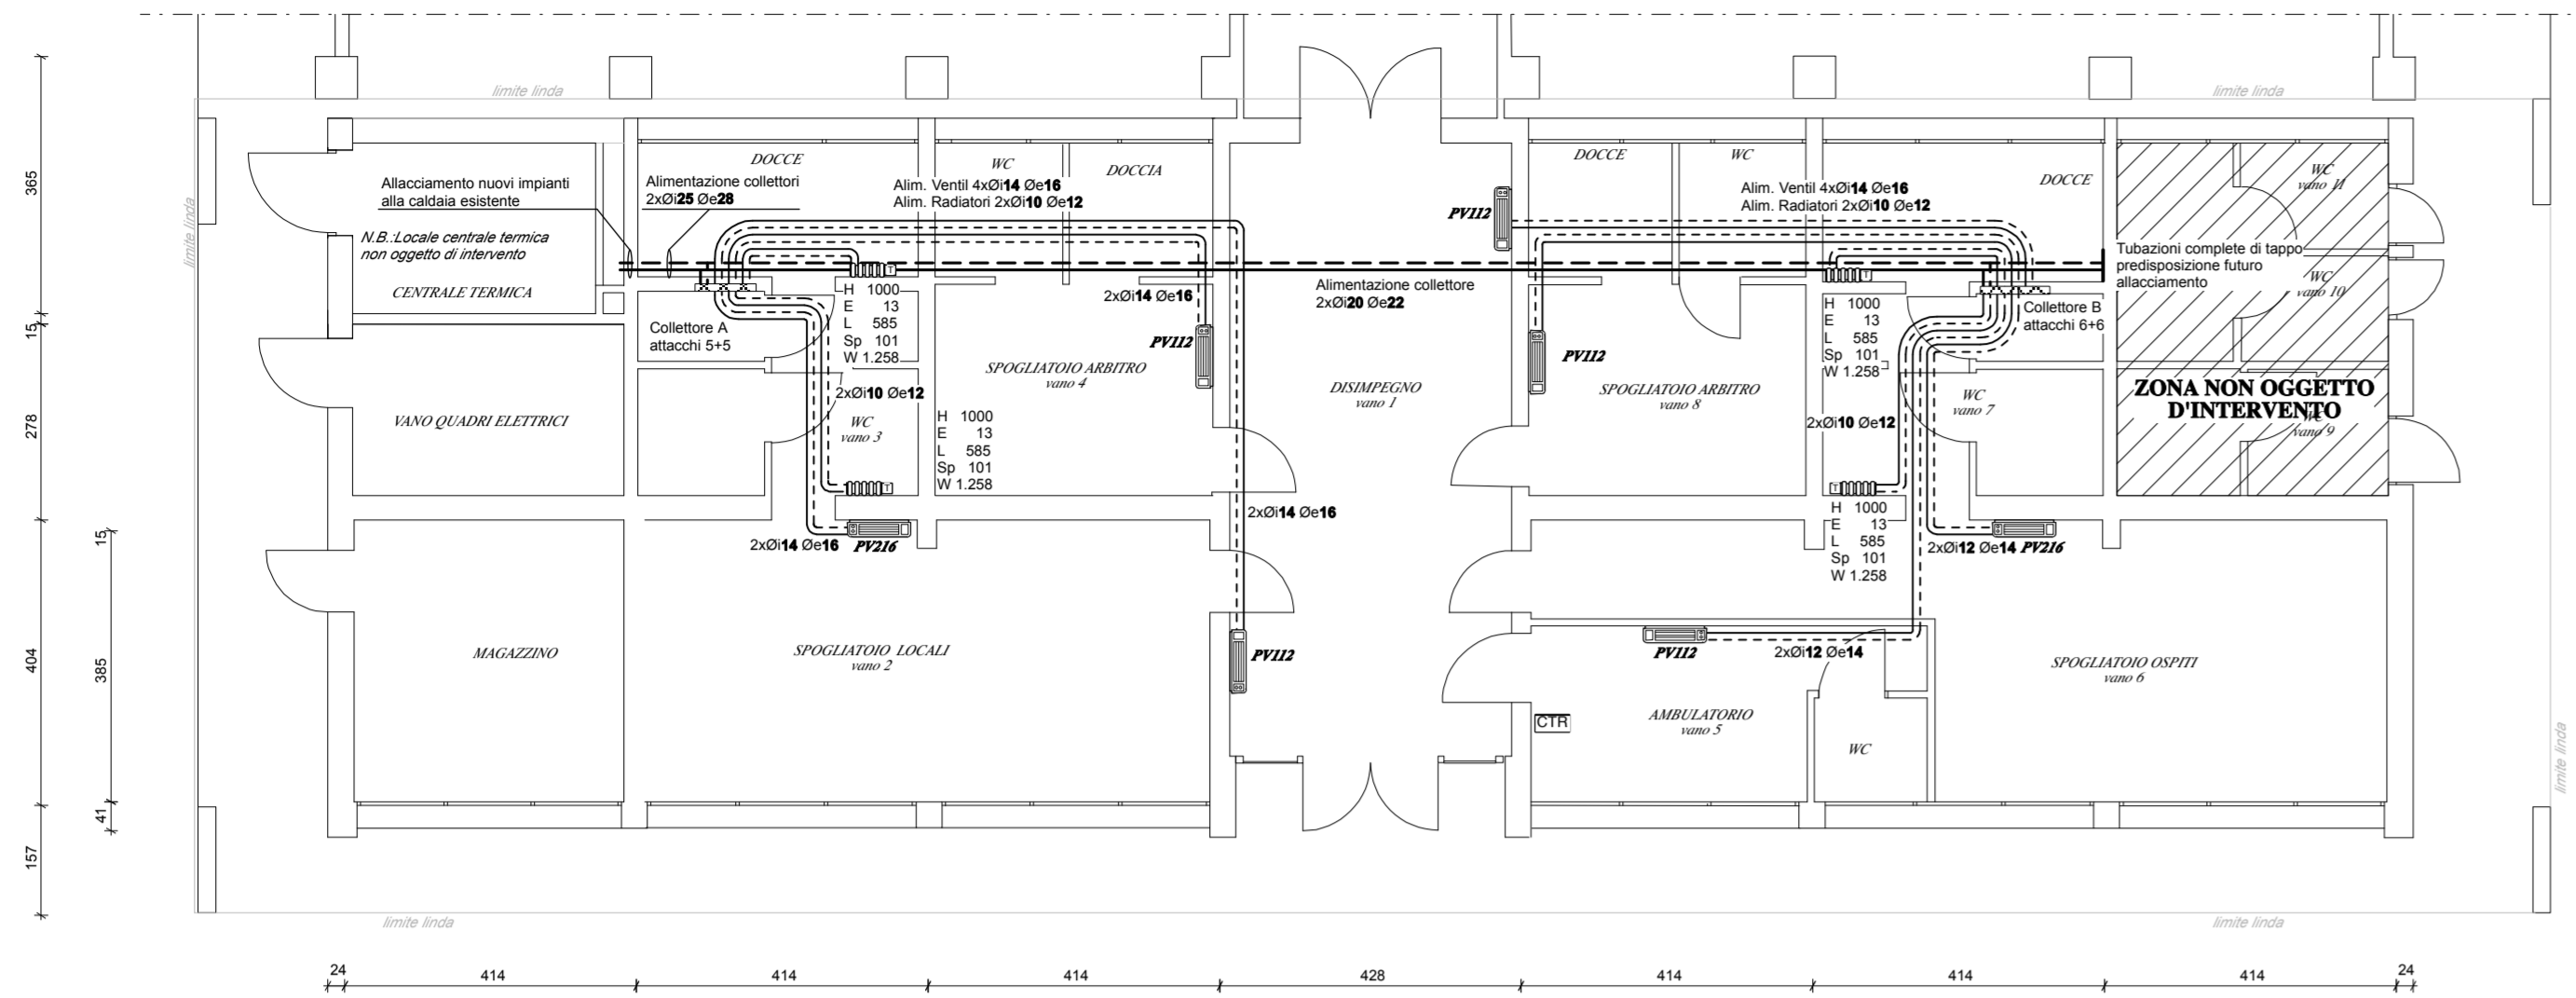 limite linda
limite linda
limite linda
DOCCE
WC
DOCCIA
DOCCE
WC
DOCCE
WC
vano 11
Allacciamento nuovi impianti
alla caldaia esistente
Alimentazione collettori
2xØi25 Øe28
Alim. Ventil 4xØi14 Øe16
Alim. Radiatori 2xØi10 Øe12
PV112
Alim. Ventil 4xØi14 Øe16
Alim. Radiatori 2xØi10 Øe12
N.B.:Locale centrale termica
non oggetto di intervento
CENTRALE TERMICA
Tubazioni complete di tappo
predisposizione futuro
allacciamento
WC
vano 10
T
T
H 1000
E 13
L 585
Sp 101
W 1.258
2xØi14 Øe16
Alimentazione collettore
2xØi20 Øe22
H 1000
E 13
L 585
Sp 101
W 1.258
Collettore B
attacchi 6+6
Collettore A
attacchi 5+5
PV112
PV112
SPOGLIATOIO ARBITRO
vano 4
DISIMPEGNO
vano 1
SPOGLIATOIO ARBITRO
vano 8
2xØi10 Øe12
WC
vano 7
ZONA NON OGGETTO
D'INTERVENTO
WC
vano 9
VANO QUADRI ELETTRICI
WC
vano 3
H 1000
E 13
L 585
Sp 101
W 1.258
2xØi10 Øe12
T
T
2xØi14 Øe16
PV216
2xØi14 Øe16
H 1000
E 13
L 585
Sp 101
W 1.258
2xØi12 Øe14 PV216
MAGAZZINO
SPOGLIATOIO LOCALI
vano 2
PV112
PV112
2xØi12 Øe14
SPOGLIATOIO OSPITI
vano 6
CTR
AMBULATORIO
vano 5
WC
limite linda
limite linda
limite linda
365
15
278
404
157
15
385
41
24
414
414
414
428
414
414
414
24